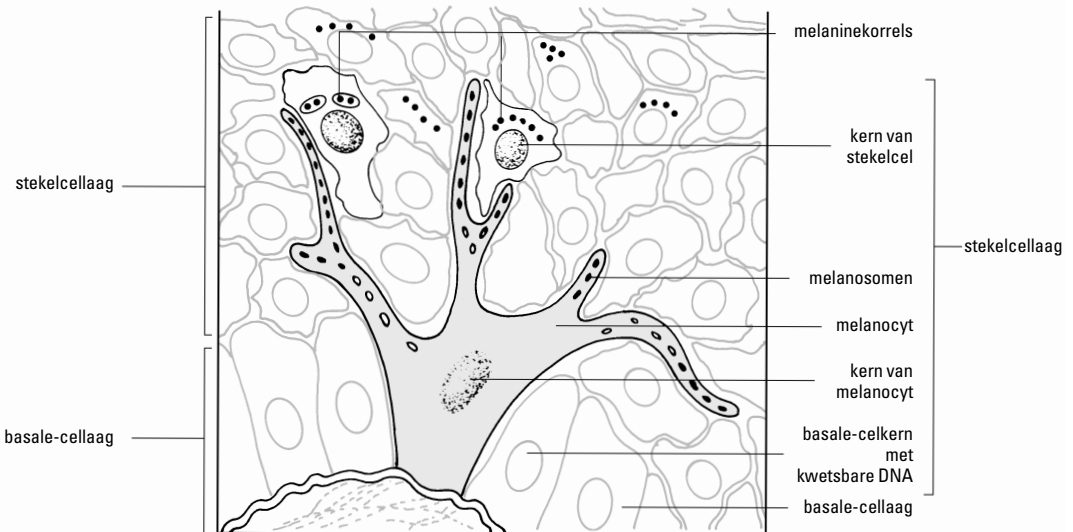 melaninekorrels
kern van
stekelcel
stekelcellaag
stekelcellaag
melanosomen
melanocyt
kern van
melanocyt
basale-cellaag
basale-celkern
met
kwetsbare DNA
basale-cellaag